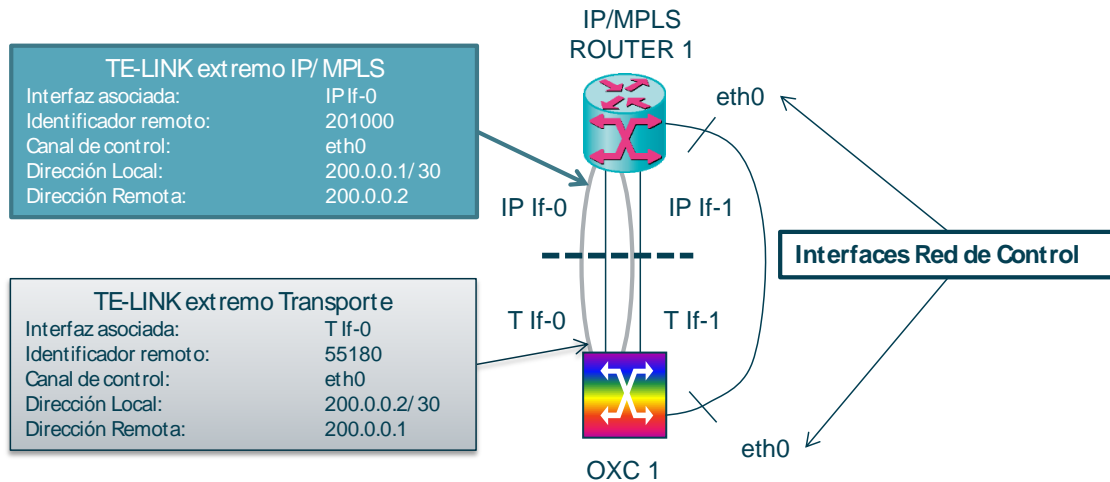 IP/MPLS
ROUTER 1
TE-LINK extremo IP/ MPLS
Interfaz asociada: IP If-0
Identificador remoto: 201000
Canal de control: eth0
Dirección Local: 200.0.0.1/ 30
Dirección Remota: 200.0.0.2
eth0
IP If-0
IP If-1
Interfaces Red de Control
TE-LINK extremo Transporte
Interfaz asociada: T If-0
Identificador remoto: 55180
Canal de control: eth0
Dirección Local: 200.0.0.2/ 30
Dirección Remota: 200.0.0.1
T If-0
T If-1
eth0
OXC 1